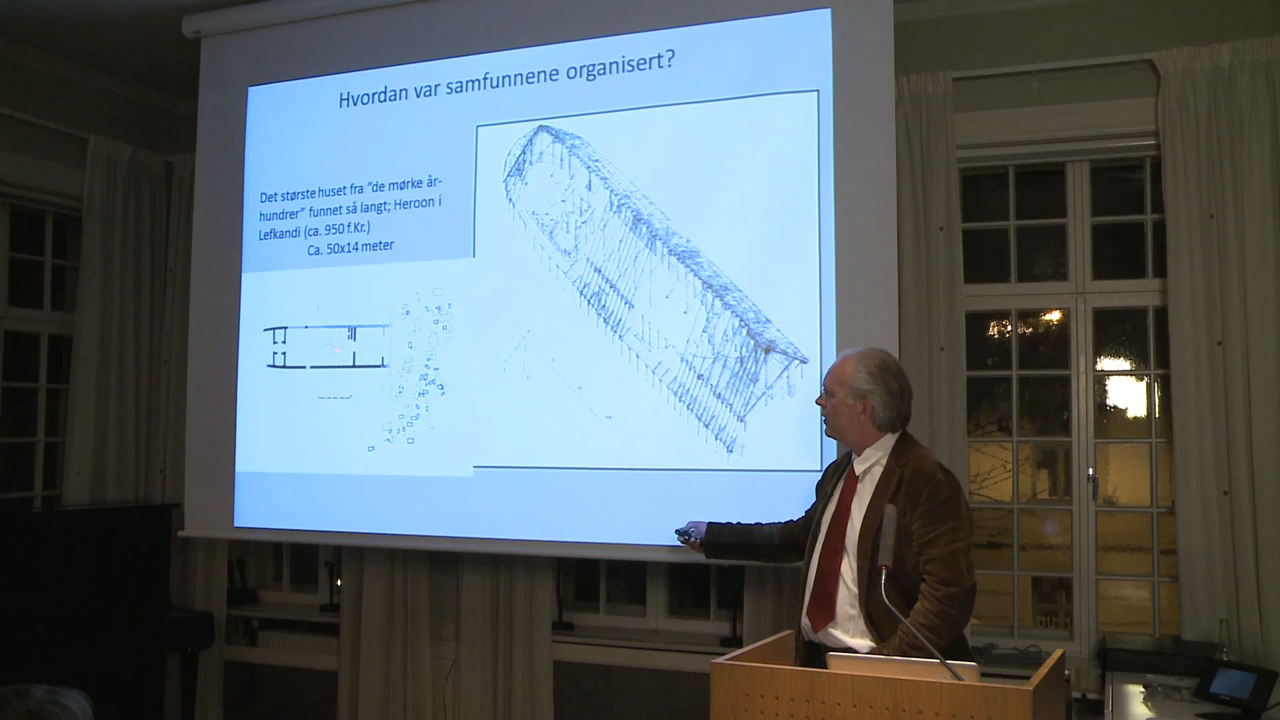 Hvordan var samfunnene organisert?
Det største huset fra "de mørke år-
hundrer" funnet så langt; Heroon i
Lefkandi (ca. 950 f.Kr.)
Ca. 50x14 meter